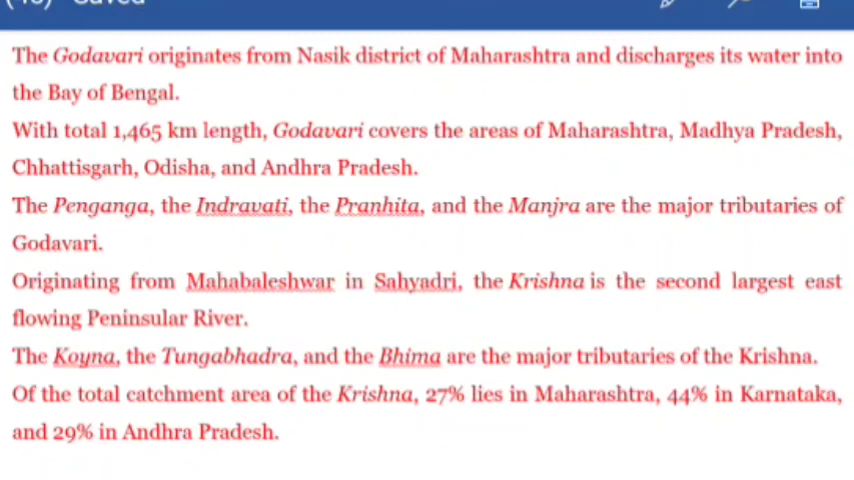 The Godavari originates from Nasik district of Maharashtra and discharges its water into
the Bay of Bengal.
With total 1,465 km length, Godavari covers the areas of Maharashtra, Madhya Pradesh,
Chhattisgarh, Odisha, and Andhra Pradesh.
The Penganga, the Indravati, the Pranhita, and the Manjra are the major tributaries of
Godavari.
Originating from Mahabaleshwar in Sahyadri, the Krishna is the second largest east
flowing Peninsular River.
The Koyna, the Tungabhadra, and the Bhima are the major tributaries of the Krishna.
Of the total catchment area of the Krishna, 27% lies in Maharashtra, 44% in Karnataka,
and 29% in Andhra Pradesh.